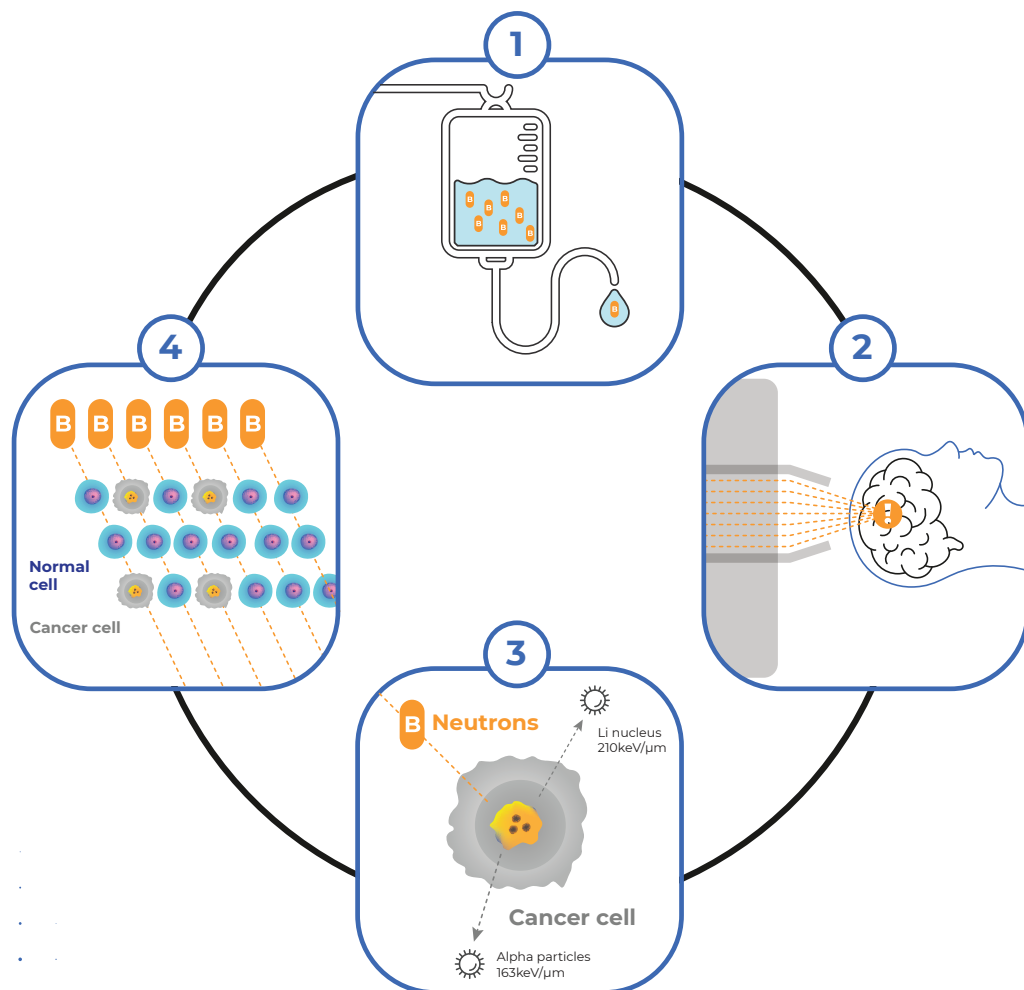 1
B B B B B B B
B
2
3
B Neutrons
Li nucleus
210keV/μm
Cancer cell
Alpha particles
163keV/μm
4
B B B B B B
Normal
cell
Cancer cell